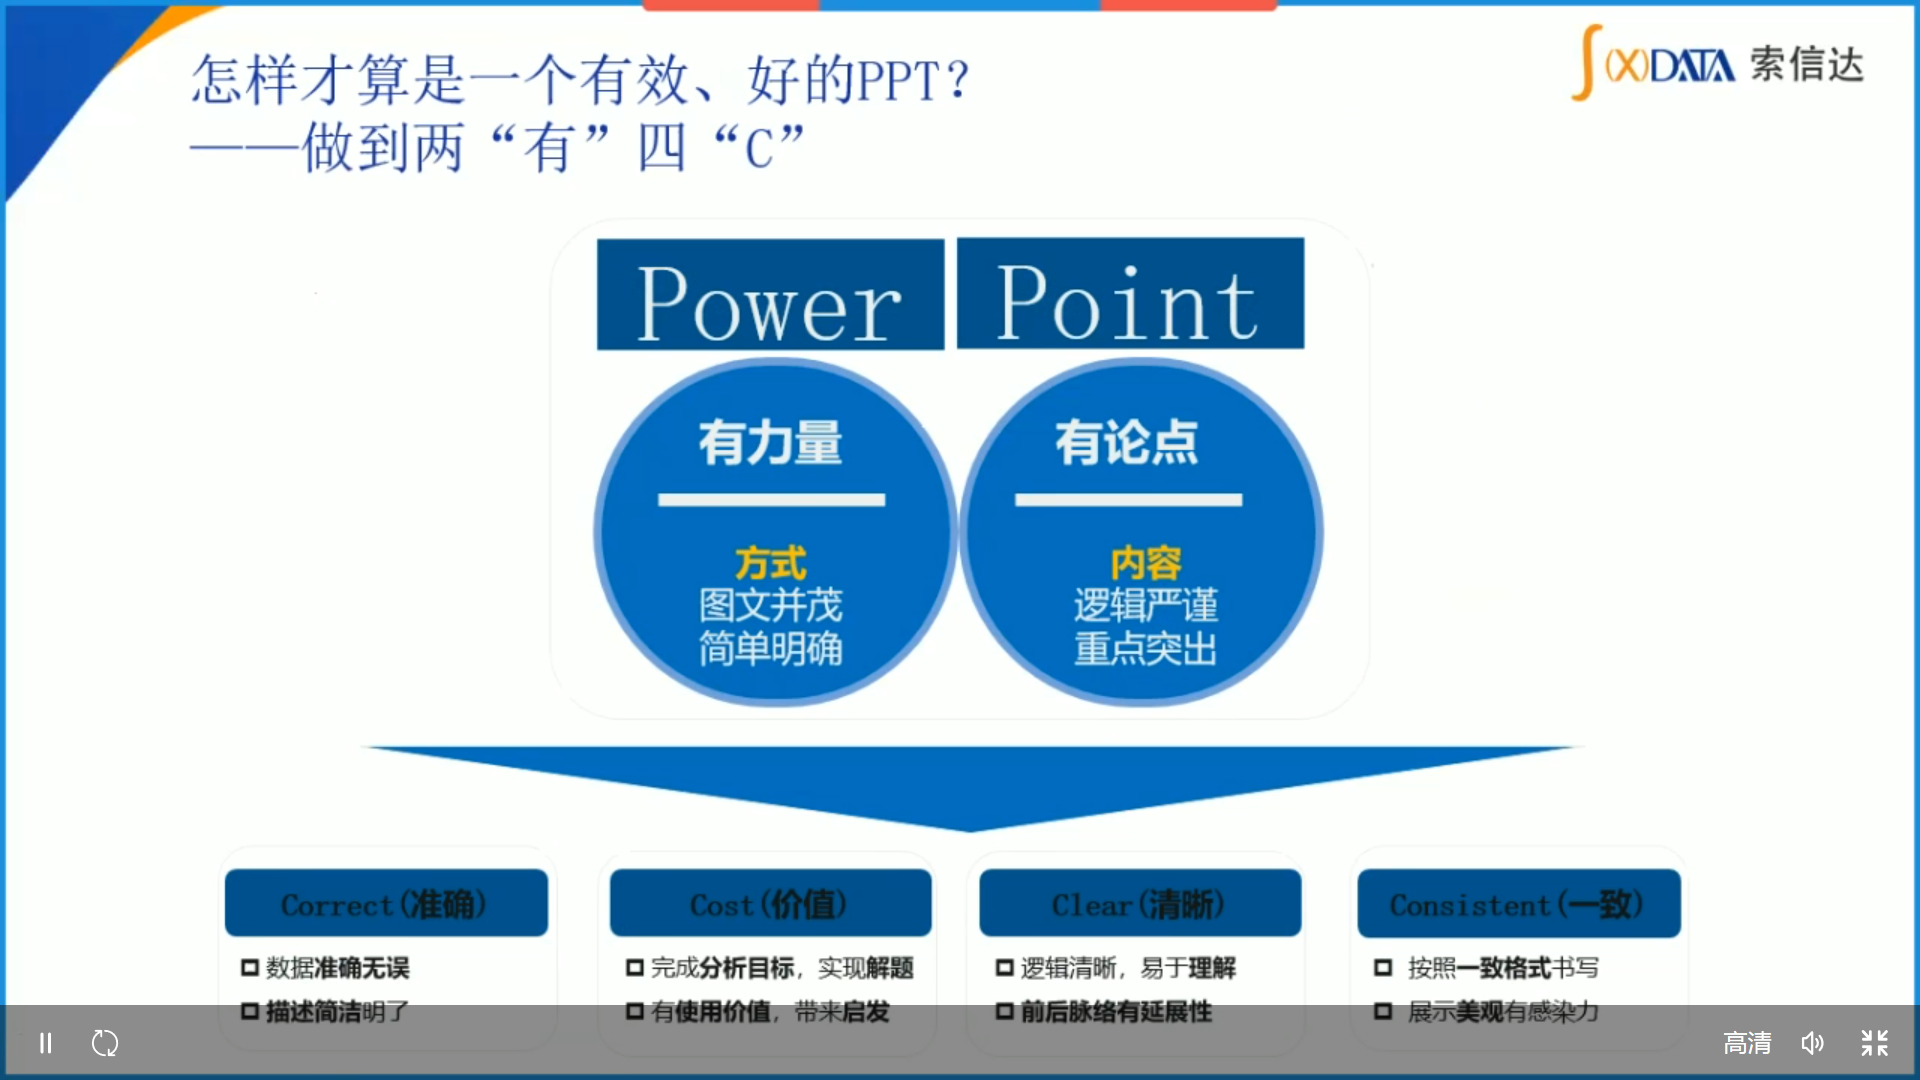 怎样才算是一个有效、好的PPT？
——做到两“有”四“C”
(X)DATA 索信达
Power
Point
有力量
方式
图文并茂
简单明确
有论点
内容
逻辑严谨
重点突出
Correct(准确)
数据准确无误
描述简洁明了
Cost(价值)
完成分析目标，实现解题
有使用价值，带来启发
Clear(清晰)
逻辑清晰，易于理解
前后脉络有延展性
Consistent(一致)
按照一致格式书写
展示美观有感染力
高清